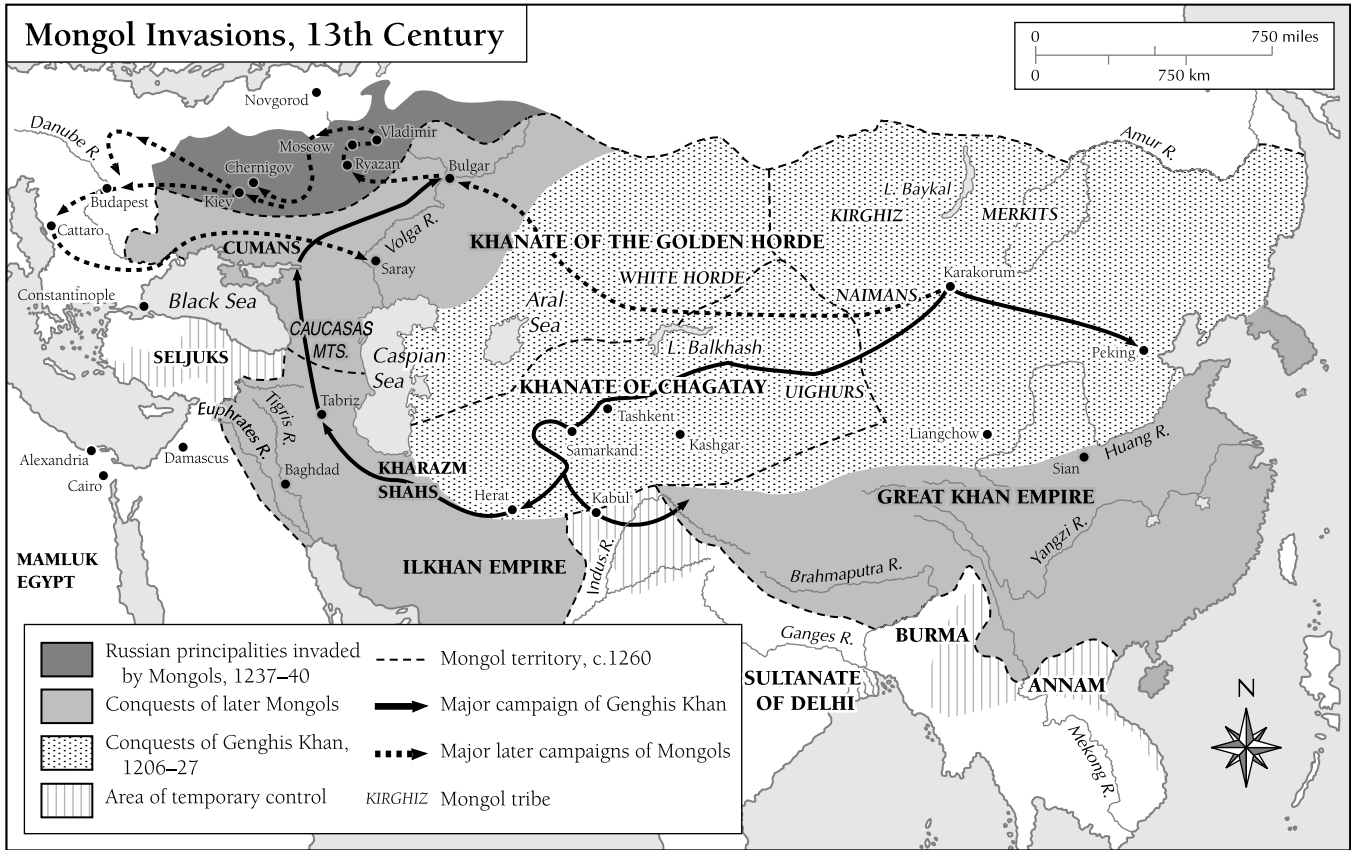 Mongol Invasions, 13th Century
0 750 miles
0 750 km
Novgorod
Danube R.
Vladimir
Moscow
Amur R.
Chernigov
Ryazan
Bulgar
L. Baykal
Budapest
Kiev
KIRGHIZ
MERKITS
Cattaro
Volga R.
CUMANS
KHANATE OF THE GOLDEN HORDE
Saray
WHITE HORDE
Karakorum
Constantinople
Black Sea
NAIMANS
Aral
Sea
CAUCASAS
MTS.
L. Balkhash
Peking
SELJUKS
Caspian
Sea
KHANATE OF CHAGATAY
UIGHURS
Euphrates R.
Tigris R.
Tabriz
Tashkent
Samarkand
Kashgar
Liangchow
Huang R.
Alexandria
Damascus
Baghdad
KHARAZM
SHAHS
Sian
Cairo
Herat
Kabul
GREAT KHAN EMPIRE
MAMLUK
EGYPT
ILKHAN EMPIRE
Indus.R.
Yangzi R.
Brahmaputra R.
Ganges R.
BURMA
SULTANATE
OF DELHI
ANNAM
Mekong R.
N
Russian principalities invaded
by Mongols, 1237–40
Conquests of later Mongols
Conquests of Genghis Khan,
1206–27
Area of temporary control
Mongol territory, c.1260
Major campaign of Genghis Khan
Major later campaigns of Mongols
KIRGHIZ Mongol tribe